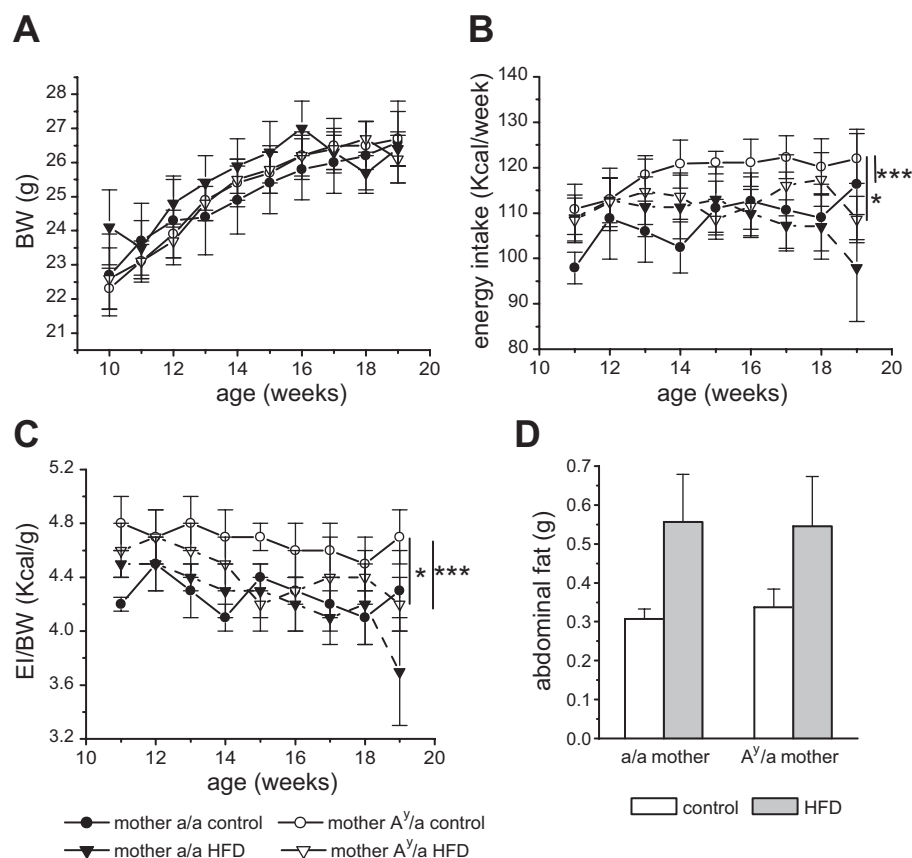 A
BW (g)
28
27
26
25
24
23
22
21
10 12 14 16 18 20
age (weeks)
B
energy intake (Kcal/week)
140
130
120
110
100
90
80
10 12 14 16 18 20
age (weeks)
***
*
C
EI/BW (Kcal/g)
5.2
4.8
4.4
4.0
3.6
3.2
10 12 14 16 18 20
age (weeks)
* ***
D
abdominal fat (g)
0.7
0.6
0.5
0.4
0.3
0.2
0.1
0.0
a/a mother Aʸ/a mother
control HFD
mother a/a control mother Aʸ/a control
mother a/a HFD mother Aʸ/a HFD